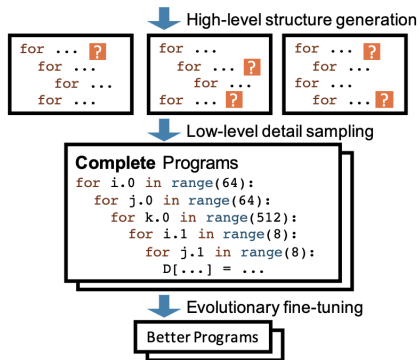 High-level structure generation
for ... ?
for ...
for ...
for ...
for ...
for ... ?
for ...
for ... ?
for ... ?
for ...
for ...
for ... ?
Low-level detail sampling
Complete Programs
for i.0 in range(64):
for j.0 in range(64):
for k.0 in range(512):
for i.1 in range(8):
for j.1 in range(8):
D[...] = ...
Evolutionary fine-tuning
Better Programs